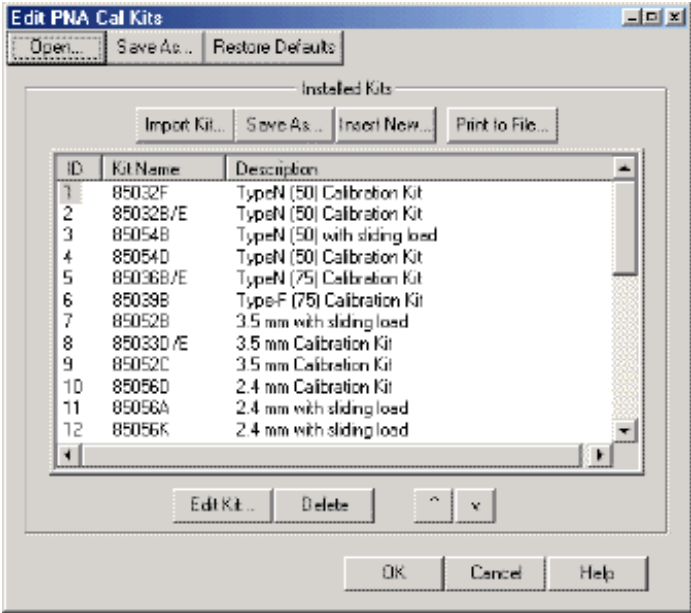 Edit PNA Cal Kits
Open... Save As... Restore Defaults
Installed Kits
Import Kit... Save As... Insert New... Print to File...
ID Kit Name Description
1 85032F TypeN (50) Calibration Kit
2 85032B/E TypeN (50) Calibration Kit
3 85054B TypeN (50) with sliding load
4 85054D TypeN (50) Calibration Kit
5 85036B/E TypeN (75) Calibration Kit
6 85039B Type-F (75) Calibration Kit
7 85052B 3.5 mm with sliding load
8 85033D/E 3.5 mm Calibration Kit
9 85052C 3.5 mm Calibration Kit
10 85056D 2.4 mm Calibration Kit
11 85056A 2.4 mm with sliding load
12 85056K 2.4 mm with sliding load
Edit Kit... Delete ^ v
OK Cancel Help